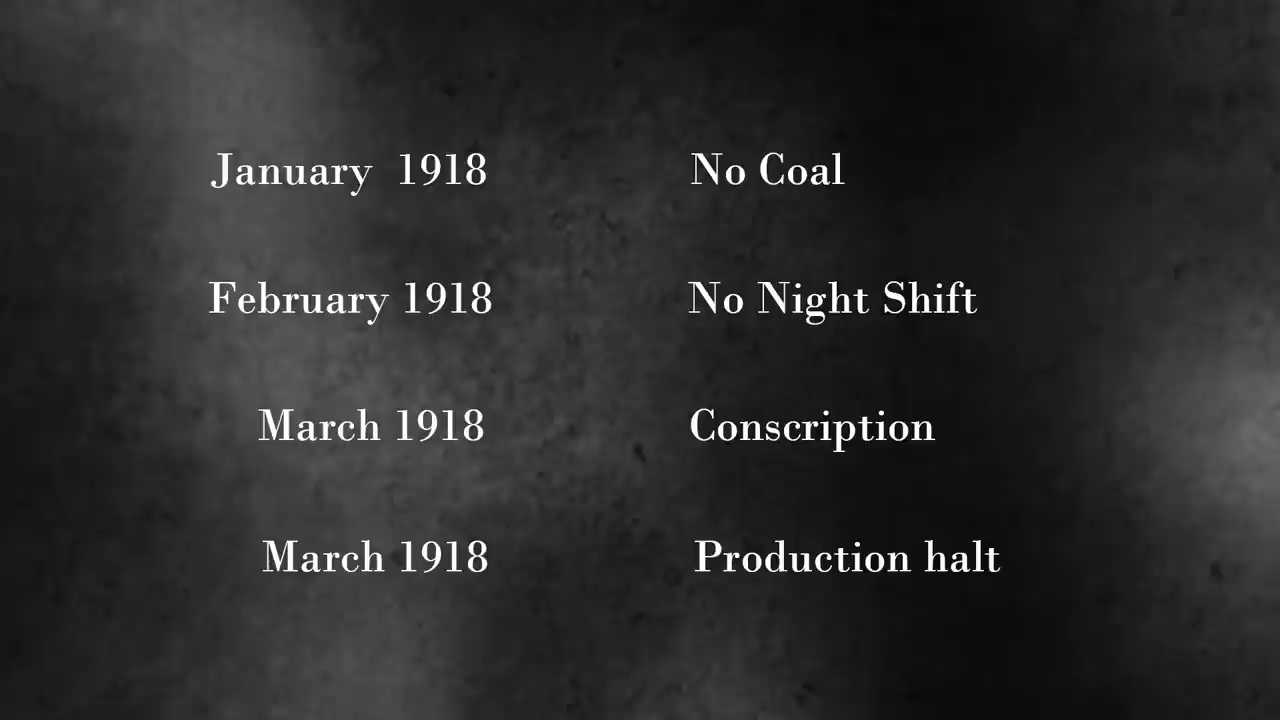 January 1918 No Coal
February 1918 No Night Shift
March 1918 Conscription
March 1918 Production halt